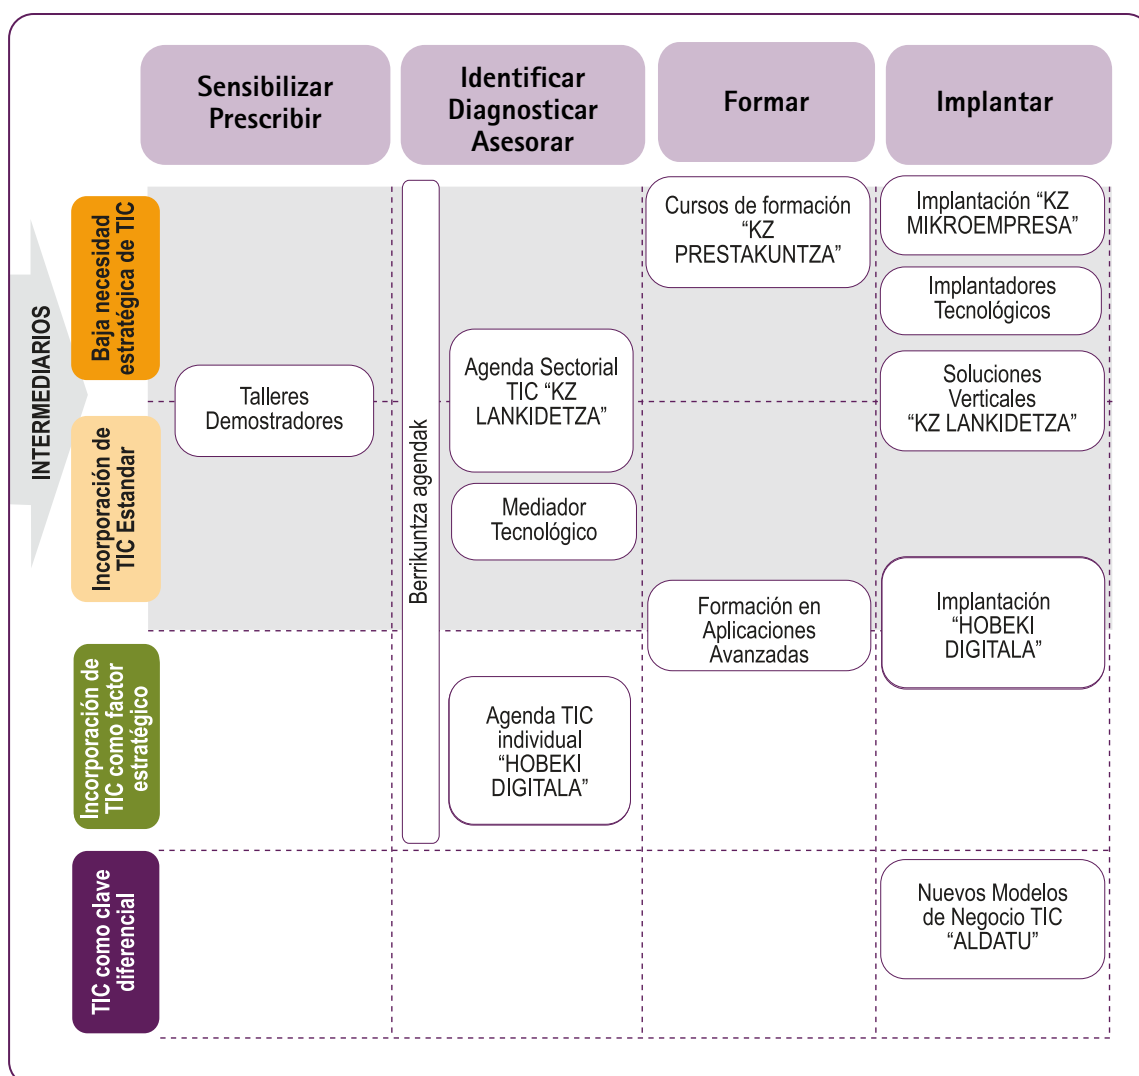 Sensibilizar
Prescribir
Identificar
Diagnosticar
Asesorar
Formar
Implantar
INTERMEDIARIOS
Baja necesidad
estratégica de TIC
Incorporación de
TIC Estandar
Incorporación de
TIC como factor
estratégico
TIC como clave
diferencial
Talleres
Demostradores
Berrikuntza agendak
Agenda Sectorial
TIC “KZ
LANKIDETZA”
Mediador
Tecnológico
Agenda TIC
individual
“HOBEKI
DIGITALA”
Cursos de formación
“KZ
PRESTAKUNTZA”
Formación en
Aplicaciones
Avanzadas
Implantación “KZ
MIKROEMPRESA”
Implantadores
Tecnológicos
Soluciones
Verticales
“KZ LANKIDETZA”
Implantación
“HOBEKI
DIGITALA”
Nuevos Modelos
de Negocio TIC
“ALDATU”